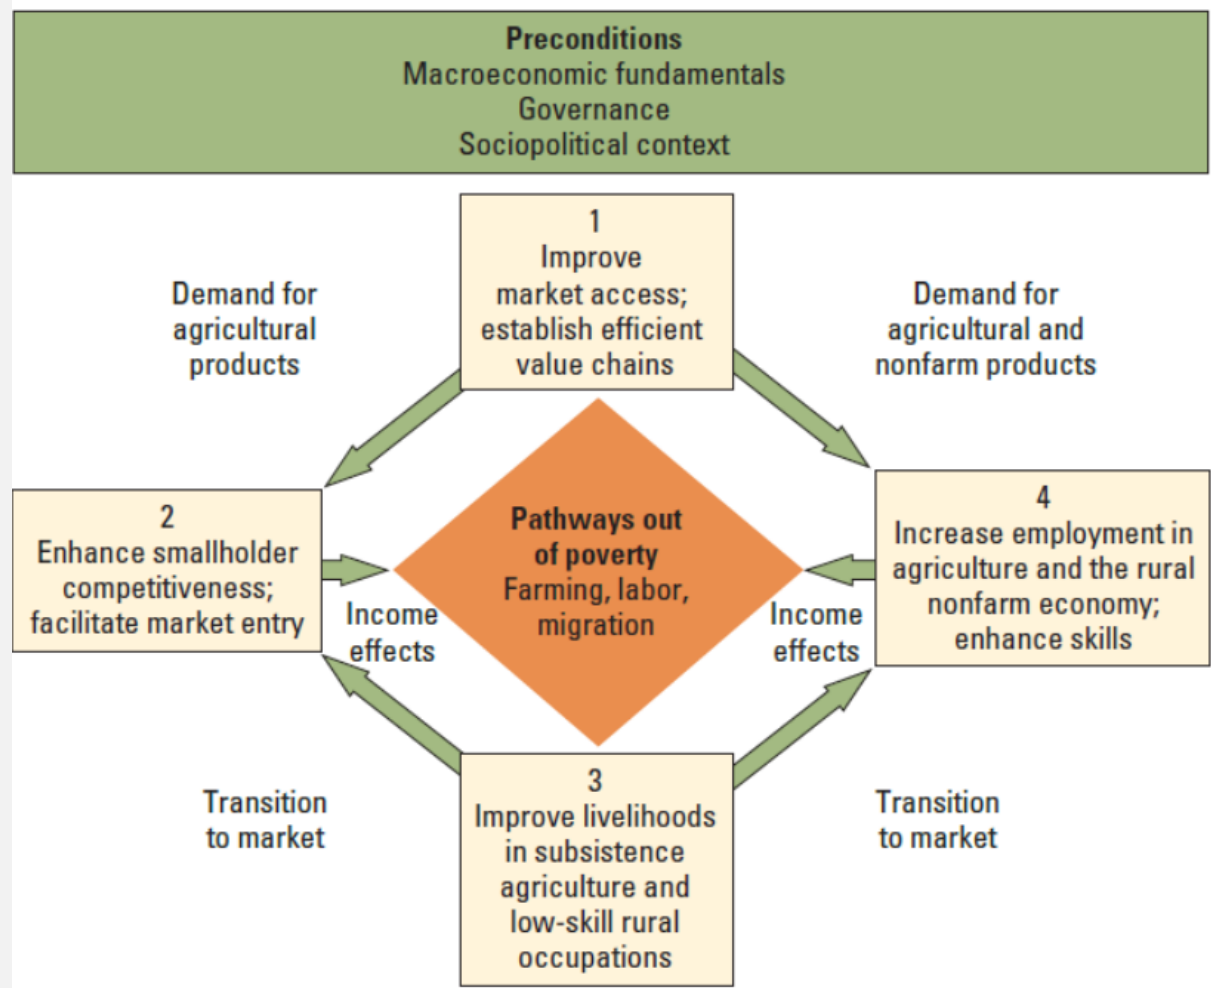 Preconditions
Macroeconomic fundamentals
Governance
Sociopolitical context
1
Improve
market access;
establish efficient
value chains
Demand for
agricultural
products
Demand for
agricultural and
nonfarm products
2
Enhance smallholder
competitiveness;
facilitate market entry
Pathways out
of poverty
Farming, labor,
migration
4
Increase employment in
agriculture and the rural
nonfarm economy;
enhance skills
Income
effects
Income
effects
Transition
to market
3
Improve livelihoods
in subsistence
agriculture and
low-skill rural
occupations
Transition
to market